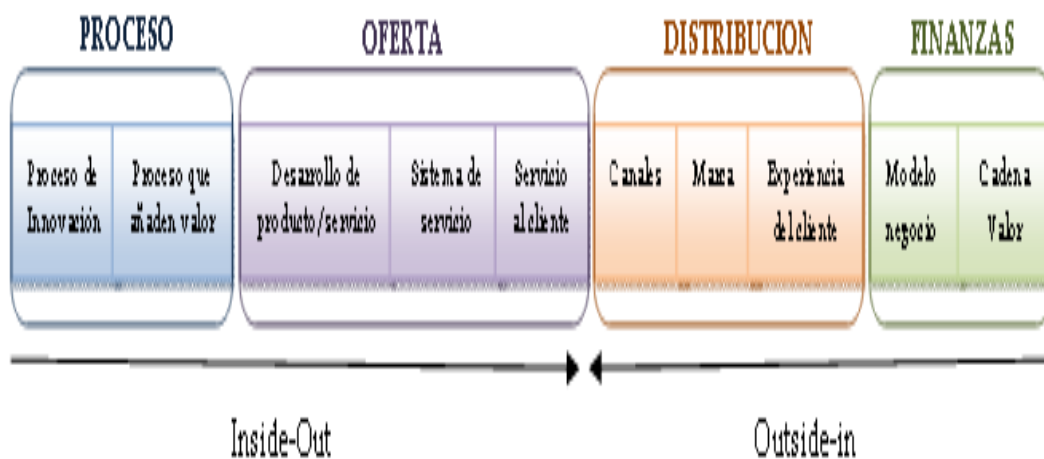 PROCESO
OFERTA
DISTRIBUCION
FINANZAS
Proceso de
Innovación
Proceso que
añaden valor
Desarrollo de
producto/servicio
Sistema de
servicio
Servicio
al cliente
Canales
Marca
Experiencia
del cliente
Modelo
negocio
Cadena
Valor
Inside-Out
Outside-in